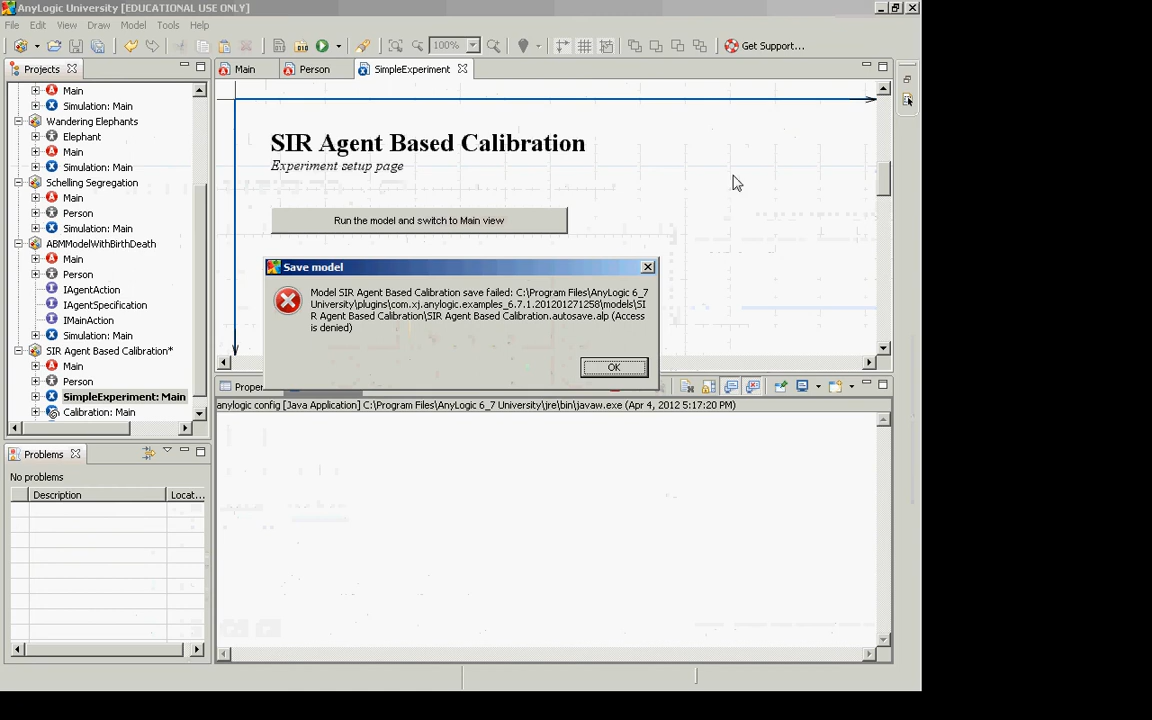 AnyLogic University [EDUCATIONAL USE ONLY]
File Edit View Draw Model Tools Help
100% Get Support...
Projects
Main
Simulation: Main
Wandering Elephants
Elephant
Main
Simulation: Main
Schelling Segregation
Main
Person
Simulation: Main
ABMModelWithBirthDeath
Main
Person
IAgentAction
IAgentSpecification
IMainAction
Simulation: Main
SIR Agent Based Calibration*
Main
Person
SimpleExperiment: Main
Calibration: Main
Problems
No problems
Description Locat...
Main Person SimpleExperiment
SIR Agent Based Calibration
Experiment setup page
Run the model and switch to Main view
Save model
Model SIR Agent Based Calibration save failed: C:\Program Files\AnyLogic 6_7
University\plugins\com.xj.anylogic.examples_6.7.1.201201271258\models\SI
R Agent Based Calibration\SIR Agent Based Calibration.autosave.alp (Access
is denied)
OK
Proper
anylogic config [Java Application] C:\Program Files\AnyLogic 6_7 University\jre\bin\javaw.exe (Apr 4, 2012 5:17:20 PM)